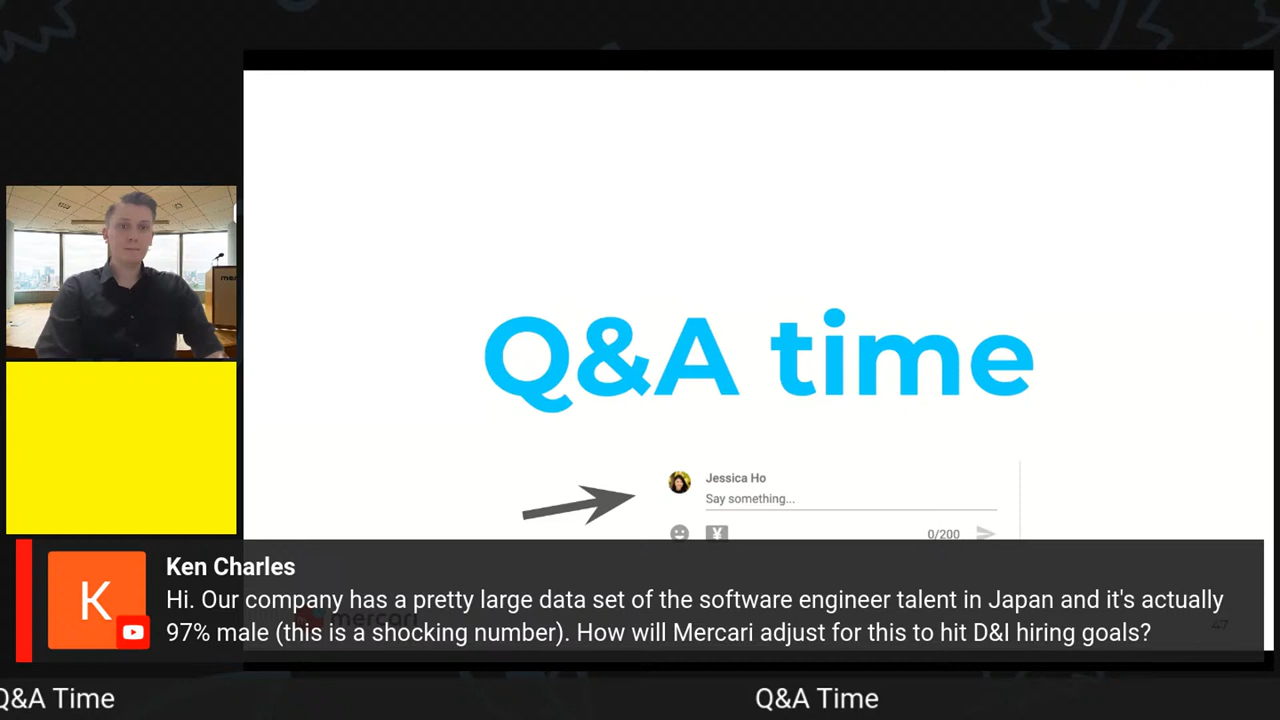 Q&A time
Jessica Ho
Say something...
0/200
Ken Charles
Hi. Our company has a pretty large data set of the software engineer talent in Japan and it's actually
97% male (this is a shocking number). How will Mercari adjust for this to hit D&I hiring goals?
mercari
47
Q&A Time
Q&A Time